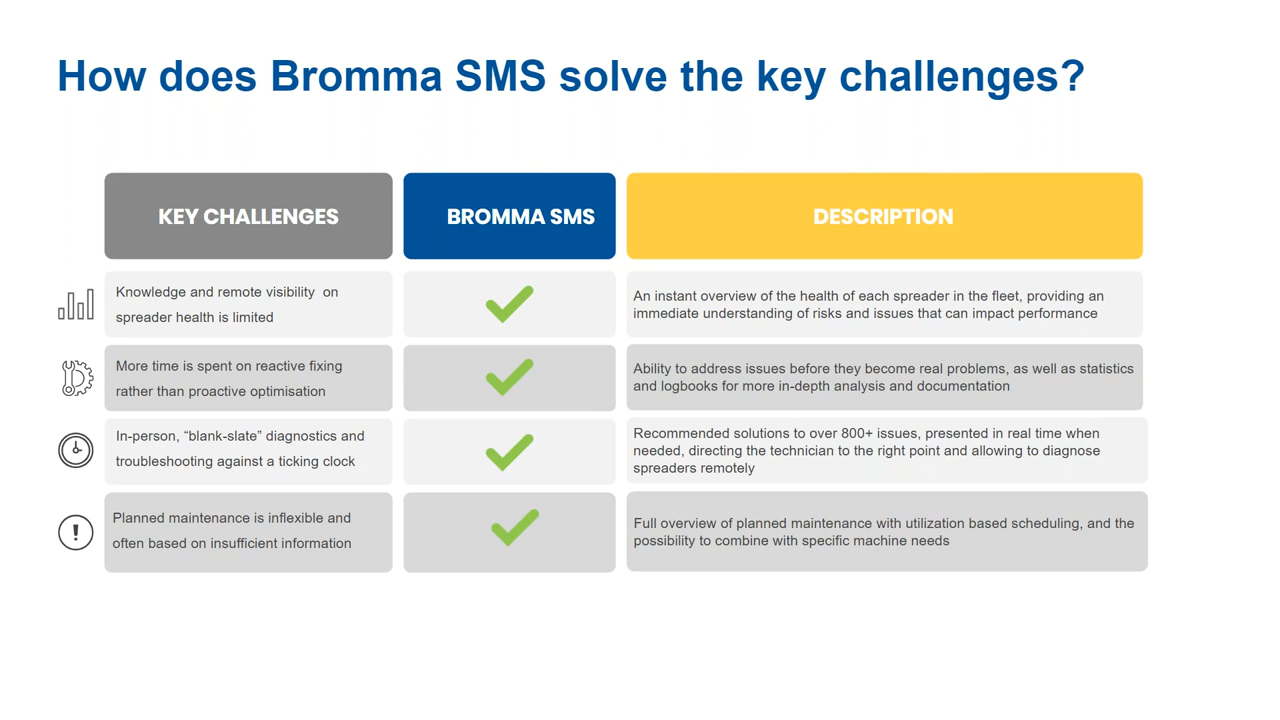 How does Bromma SMS solve the key challenges?
KEY CHALLENGES
BROMMA SMS
DESCRIPTION
Knowledge and remote visibility on
spreader health is limited
An instant overview of the health of each spreader in the fleet, providing an
immediate understanding of risks and issues that can impact performance
More time is spent on reactive fixing
rather than proactive optimisation
Ability to address issues before they become real problems, as well as statistics
and logbooks for more in-depth analysis and documentation
In-person, “blank-slate” diagnostics and
troubleshooting against a ticking clock
Recommended solutions to over 800+ issues, presented in real time when
needed, directing the technician to the right point and allowing to diagnose
spreaders remotely
Planned maintenance is inflexible and
often based on insufficient information
Full overview of planned maintenance with utilization based scheduling, and the
possibility to combine with specific machine needs